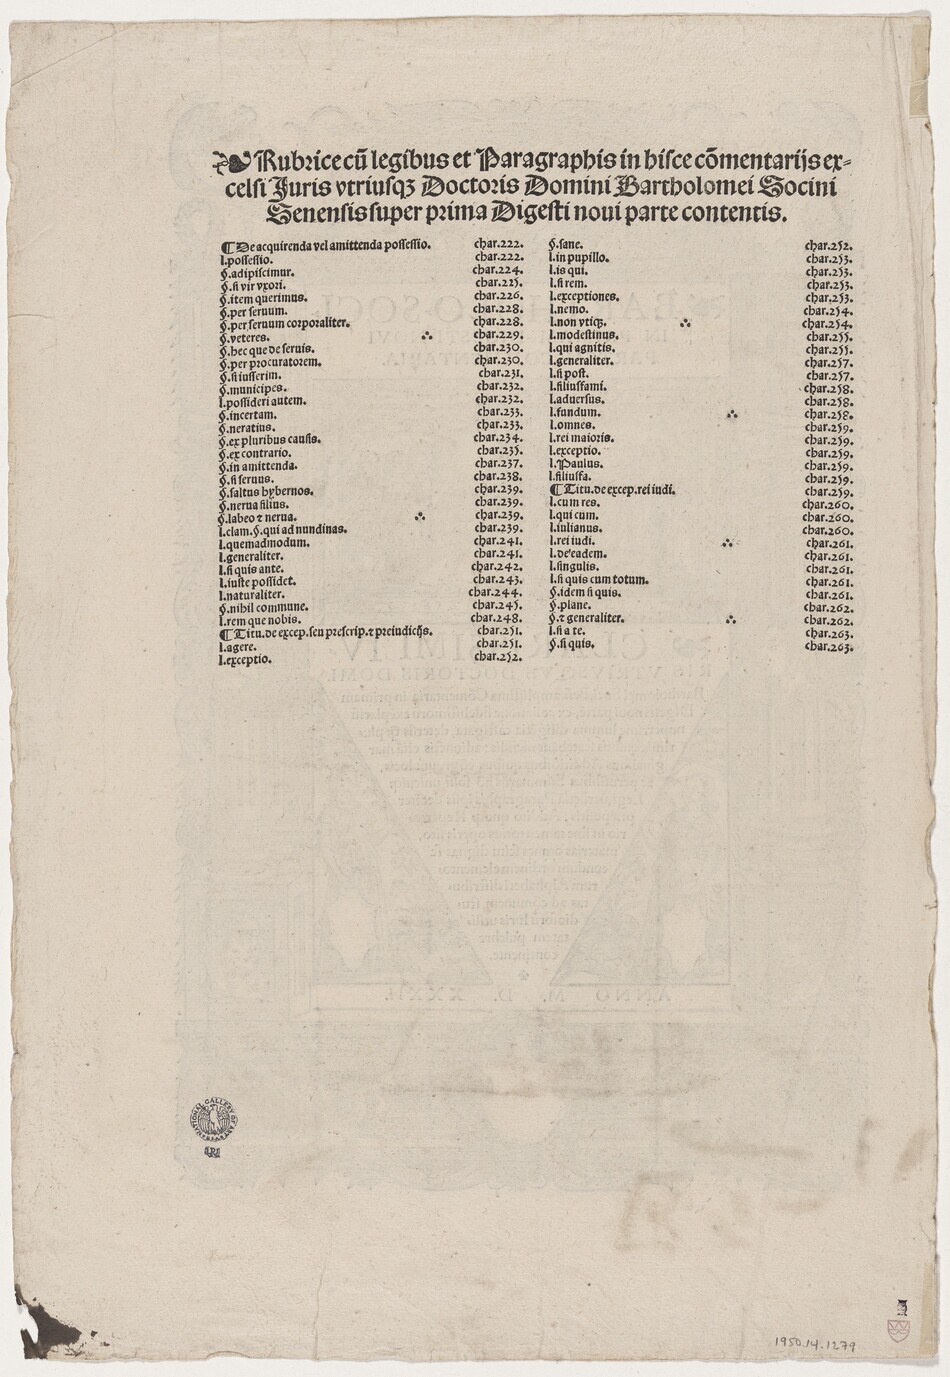 Rubrice cū legibus et Paragraphis in hisce cōmentarijs ex-
celsi Juris vtriusqꝫ Doctoris Domini Bartholomei Socini
Senensis super prima Digesti noui parte contentis.
¶ De acquirenda vel amittenda possessio. char.222.
l.possessio. char.222.
§.adipiscimur. char.224.
§.si vir vxori. char.225.
§.item querimus. char.226.
§.per seruum. char.228.
§.per seruum corporaliter. char.228.
§.veteres. char.229.
§.hec que de seruis. char.230.
§.per procuratorem. char.230.
§.si iusserim. char.231.
§.municipes. char.232.
l.possideri autem. char.232.
§.incertam. char.233.
§.neratius. char.233.
§.ex pluribus causis. char.234.
§.ex contrario. char.235.
§.in amittenda. char.237.
§.si seruus. char.238.
§.saltus hybernos. char.239.
§.nerua filius. char.239.
§.labeo ⁊ nerua. char.239.
l.clam.§.qui ad nundinas. char.239.
l.quemadmodum. char.241.
l.generaliter. char.241.
l.si quis ante. char.242.
l.iuste possidet. char.243.
l.naturaliter. char.244.
§.nihil commune. char.245.
l.rem que nobis. char.248.
¶ Titu.de excep.seu prescrip.⁊ preiudicijs. char.251.
l.agere. char.251.
l.exceptio. char.252.
§.sane. char.252.
l.in pupillo. char.253.
l.is qui. char.253.
l.si rem. char.253.
l.exceptiones. char.253.
l.nemo. char.254.
l.non vtiqꝫ. char.254.
l.modestinus. char.255.
l.qui agnitis. char.255.
l.generaliter. char.257.
l.si post. char.257.
l.filiusfami. char.258.
l.aduersus. char.258.
l.fundum. char.258.
l.omnes. char.259.
l.rei maioris. char.259.
l.exceptio. char.259.
l.Paulus. char.259.
l.filiusfa. char.259.
¶ Titu.de excep.rei iudi. char.259.
l.cum res. char.260.
l.qui cum. char.260.
l.iulianus. char.260.
l.rei iudi. char.261.
l.de eadem. char.261.
l.singulis. char.261.
l.si quis cum totum. char.261.
§.idem si quis. char.261.
§.plane. char.262.
§.⁊ generaliter. char.262.
l.si a te. char.263.
§.si quis. char.263.
NATIONAL GALLERY OF ART
1950.14.1279